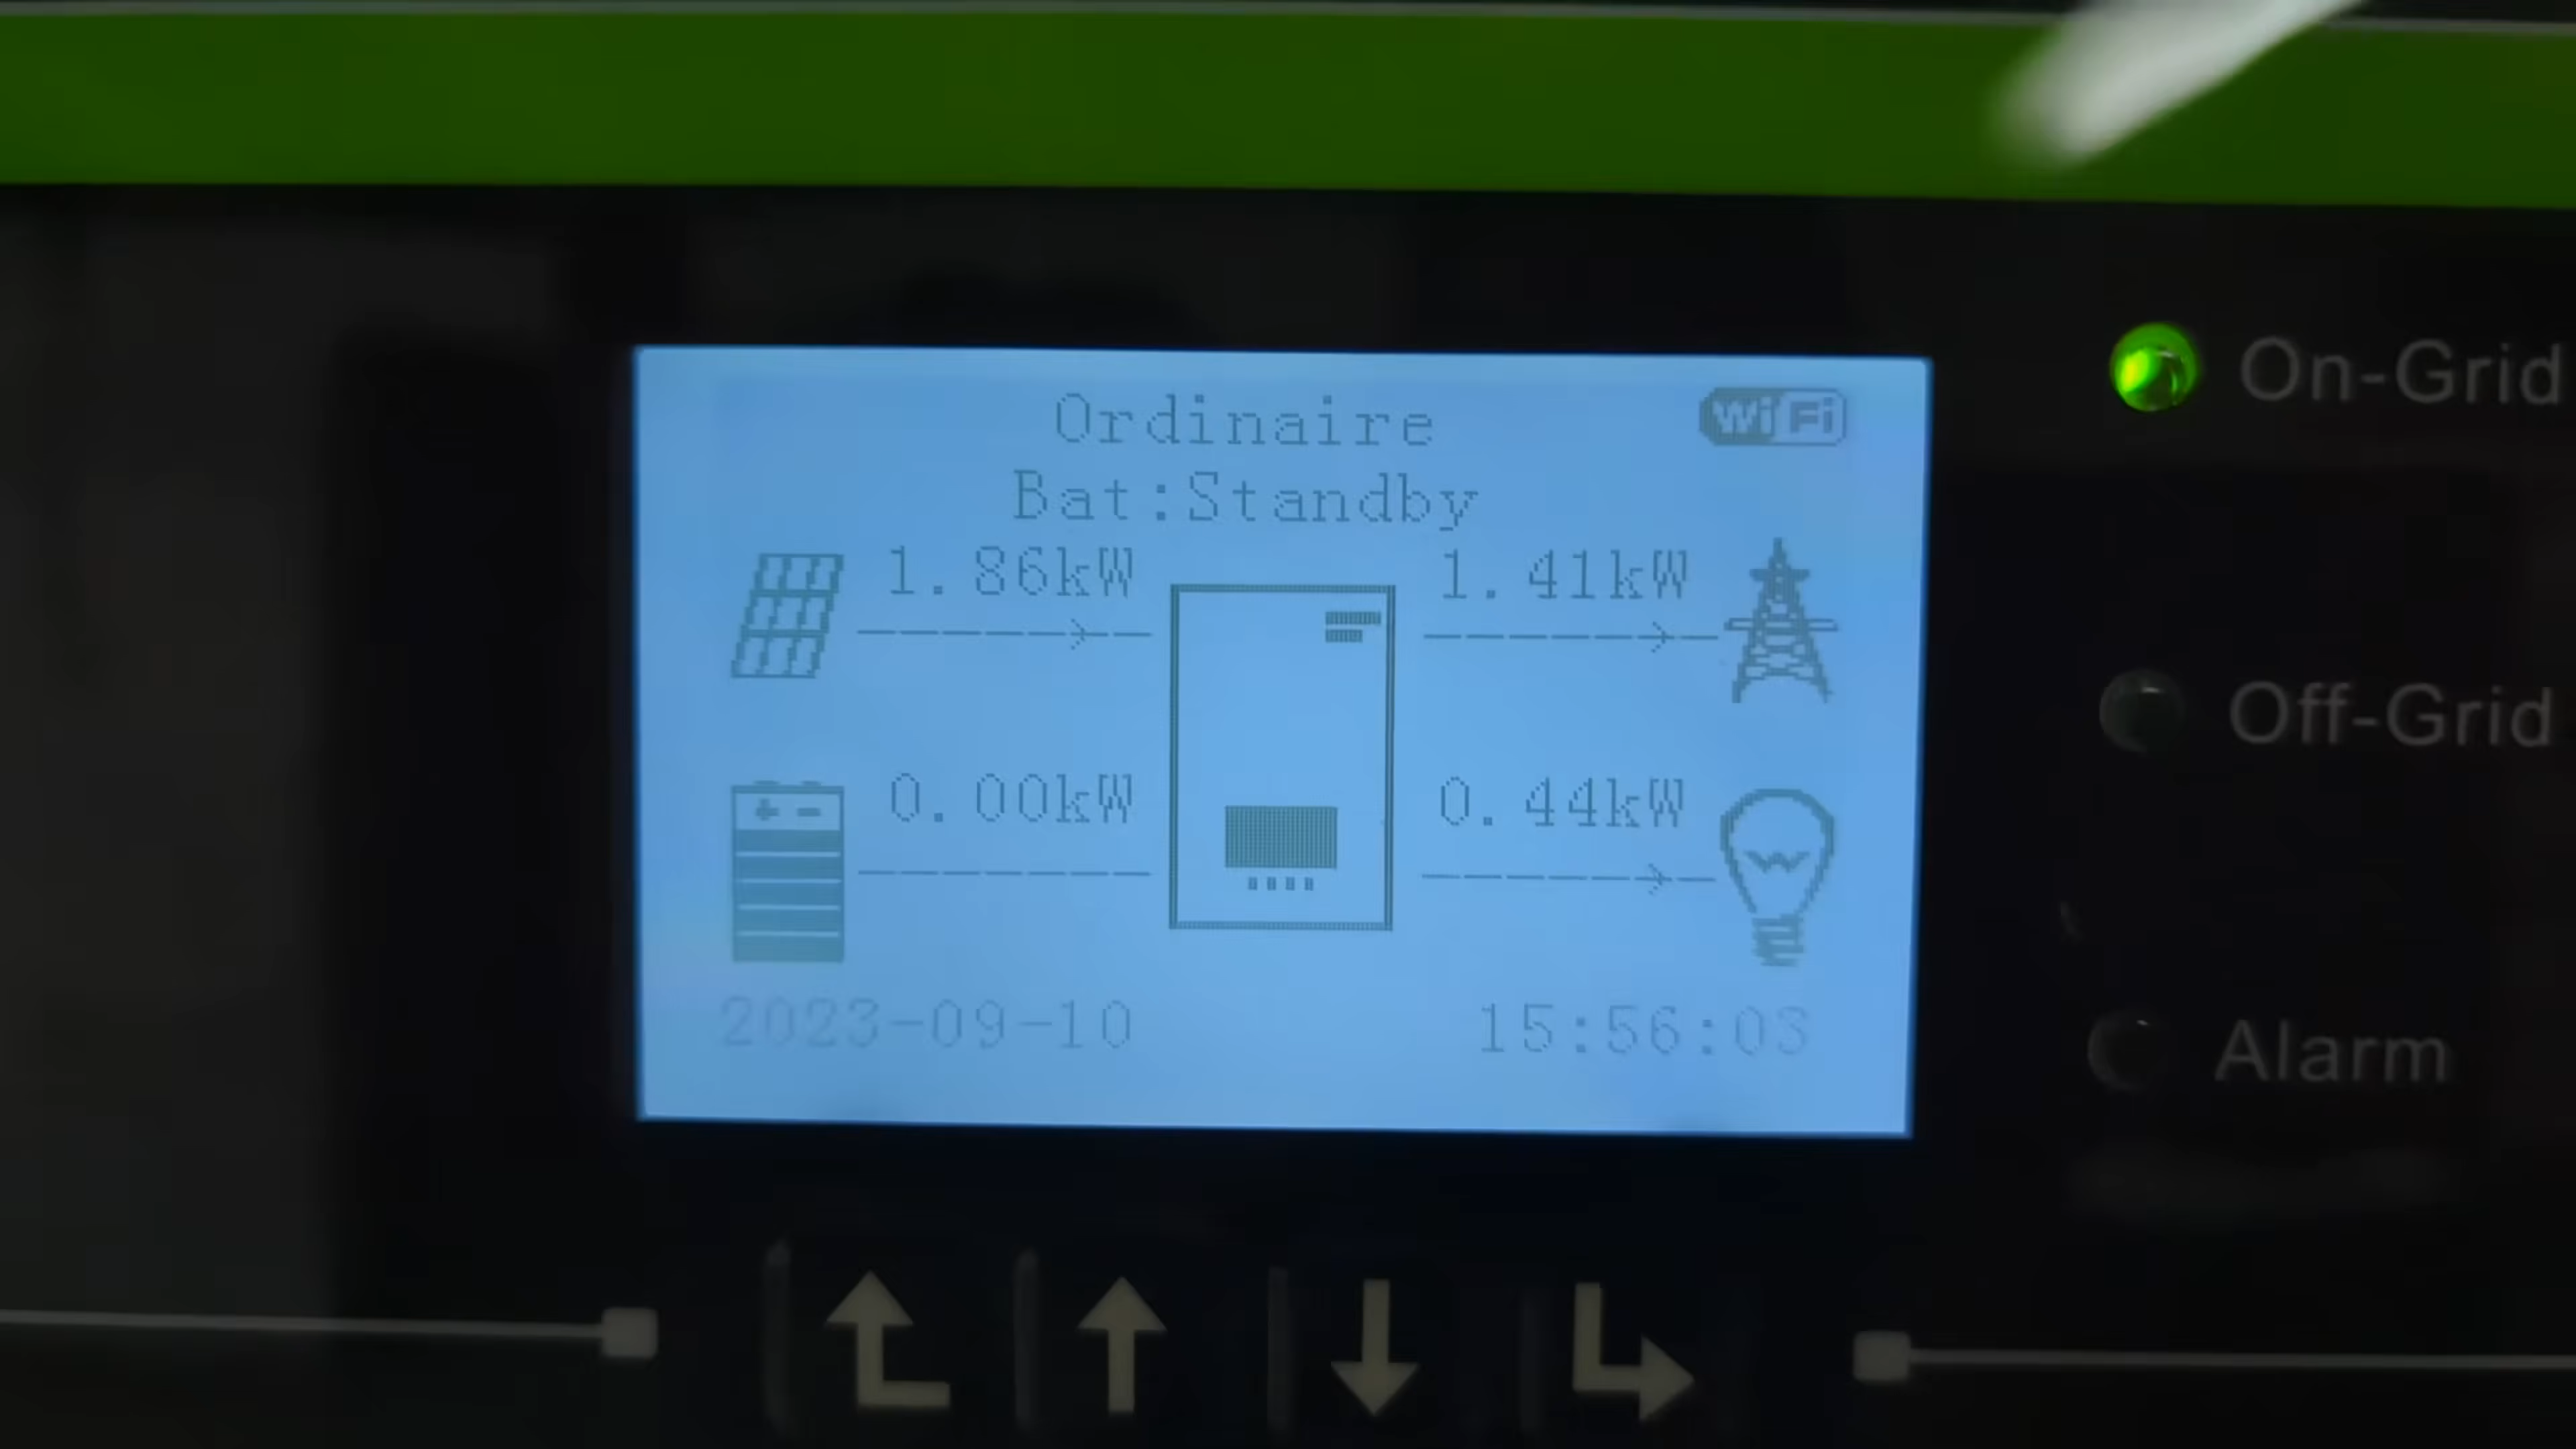 Ordinaire
WiFi
Bat:Standby
1.86kW
1.41kW
0.00kW
0.44kW
2023-09-10
15:56:03
On-Grid
Off-Grid
Alarm